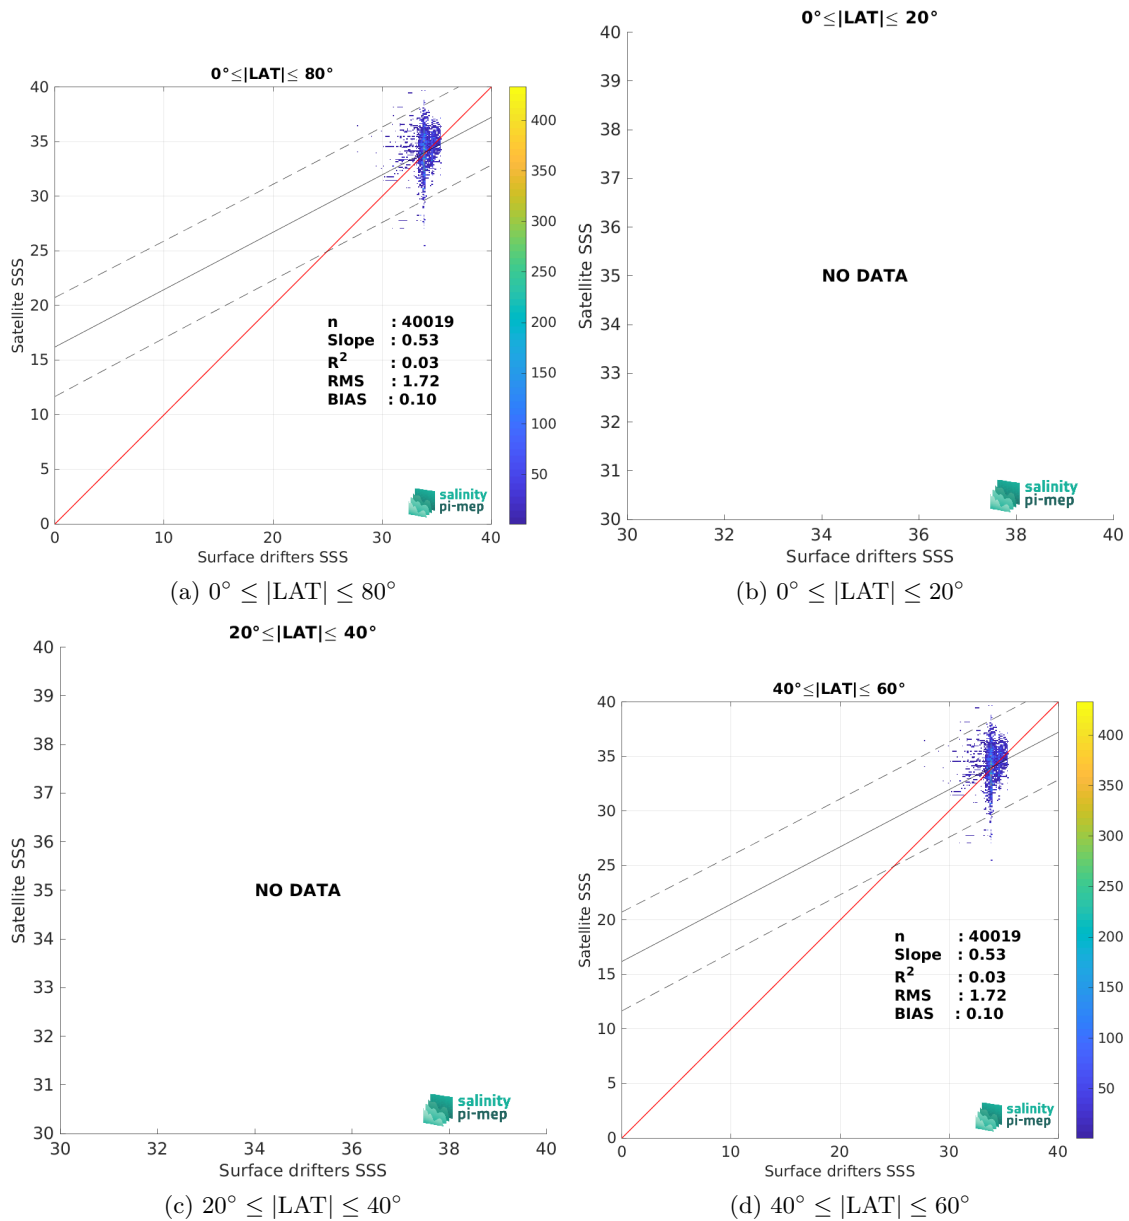 0°≤|LAT|≤ 80°
40
35
30
25
20
15
10
5
0
0
10
20
30
40
Satellite SSS
Surface drifters SSS
n : 40019
Slope : 0.53
R² : 0.03
RMS : 1.72
BIAS : 0.10
salinity
pi-mep
400
350
300
250
200
150
100
50
(a) 0° ≤ |LAT| ≤ 80°
0°≤|LAT|≤ 20°
40
39
38
37
36
35
34
33
32
31
30
30
32
34
36
38
40
Satellite SSS
Surface drifters SSS
NO DATA
salinity
pi-mep
(b) 0° ≤ |LAT| ≤ 20°
20°≤|LAT|≤ 40°
40
39
38
37
36
35
34
33
32
31
30
30
32
34
36
38
40
Satellite SSS
Surface drifters SSS
NO DATA
salinity
pi-mep
(c) 20° ≤ |LAT| ≤ 40°
40°≤|LAT|≤ 60°
40
35
30
25
20
15
10
5
0
0
10
20
30
40
Satellite SSS
Surface drifters SSS
n : 40019
Slope : 0.53
R² : 0.03
RMS : 1.72
BIAS : 0.10
salinity
pi-mep
400
350
300
250
200
150
100
50
(d) 40° ≤ |LAT| ≤ 60°